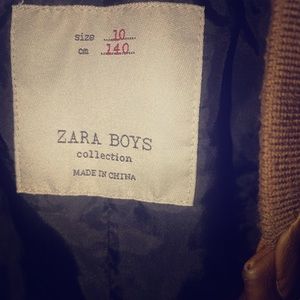 size 10
cm 140
ZARA BOYS
collection
MADE IN CHINA